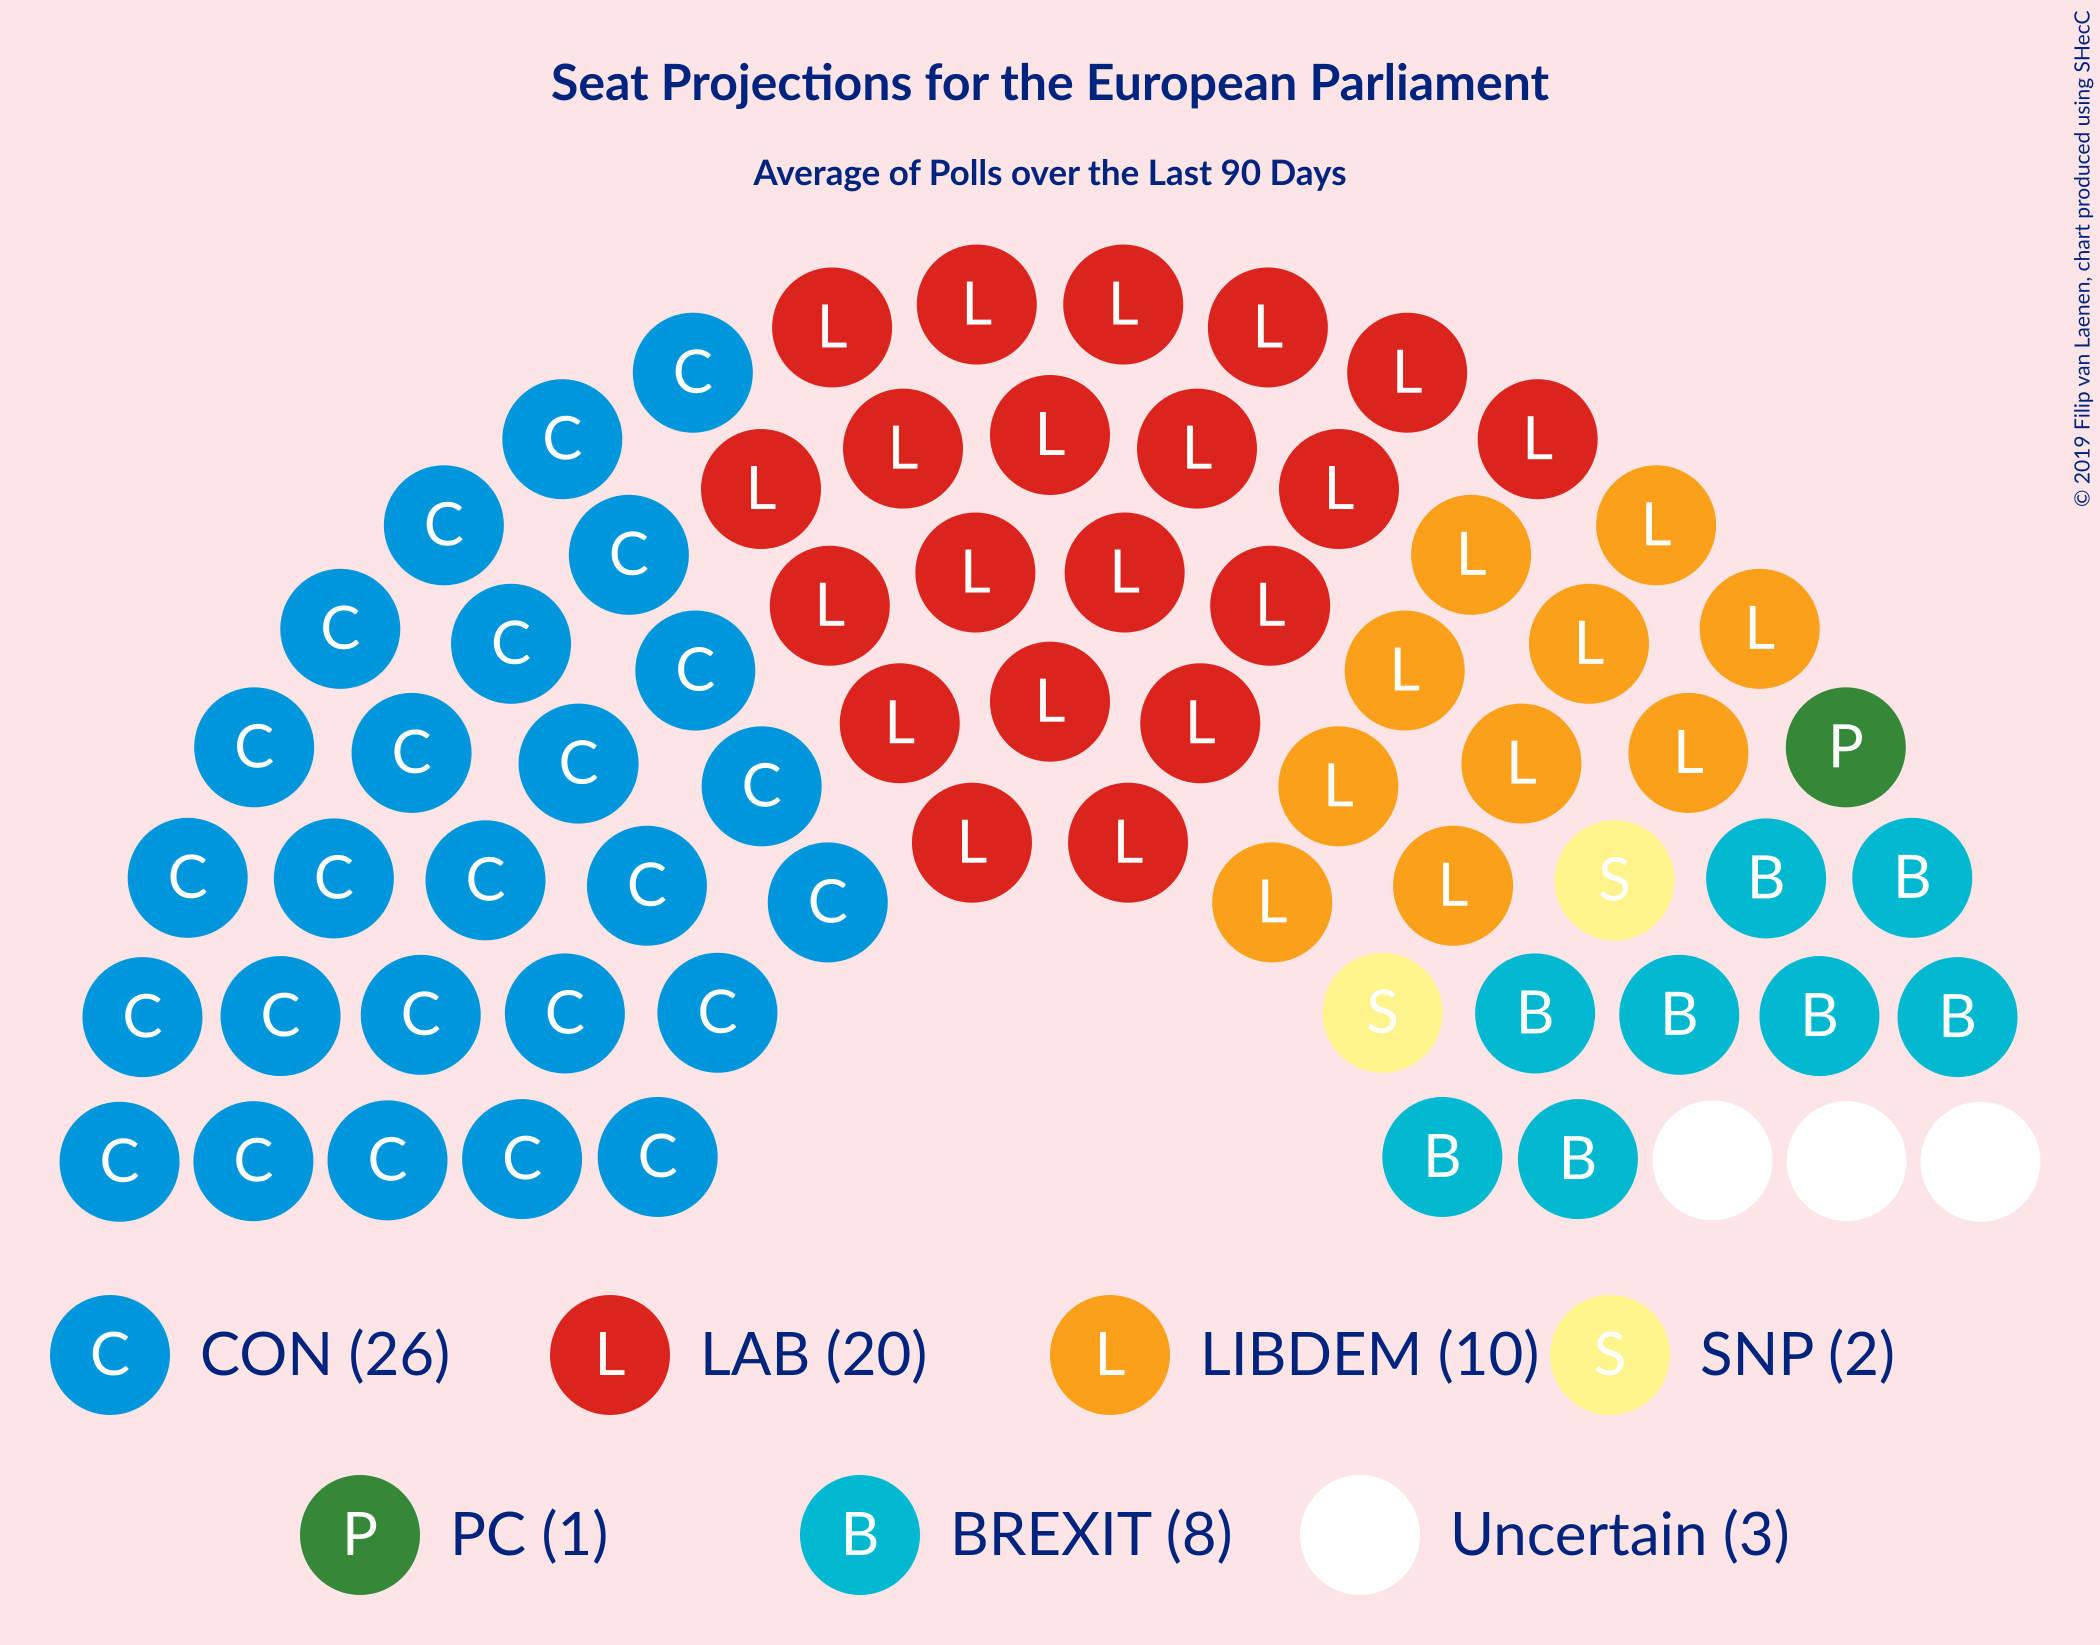 Seat Projections for the European Parliament
Average of Polls over the Last 90 Days
© 2019 Filip van Laenen, chart produced using SHecC
L L L L
C L L L L L C
C L L L L L C
C L L L L C
C L L L L C
C C L L L L L C
C C C C L L L L P
C C C C C L L L L S B B
C C C C C S B B B B
C C C C C B B
C CON (26) L LAB (20) L LIBDEM (10) S SNP (2)
P PC (1) B BREXIT (8) Uncertain (3)